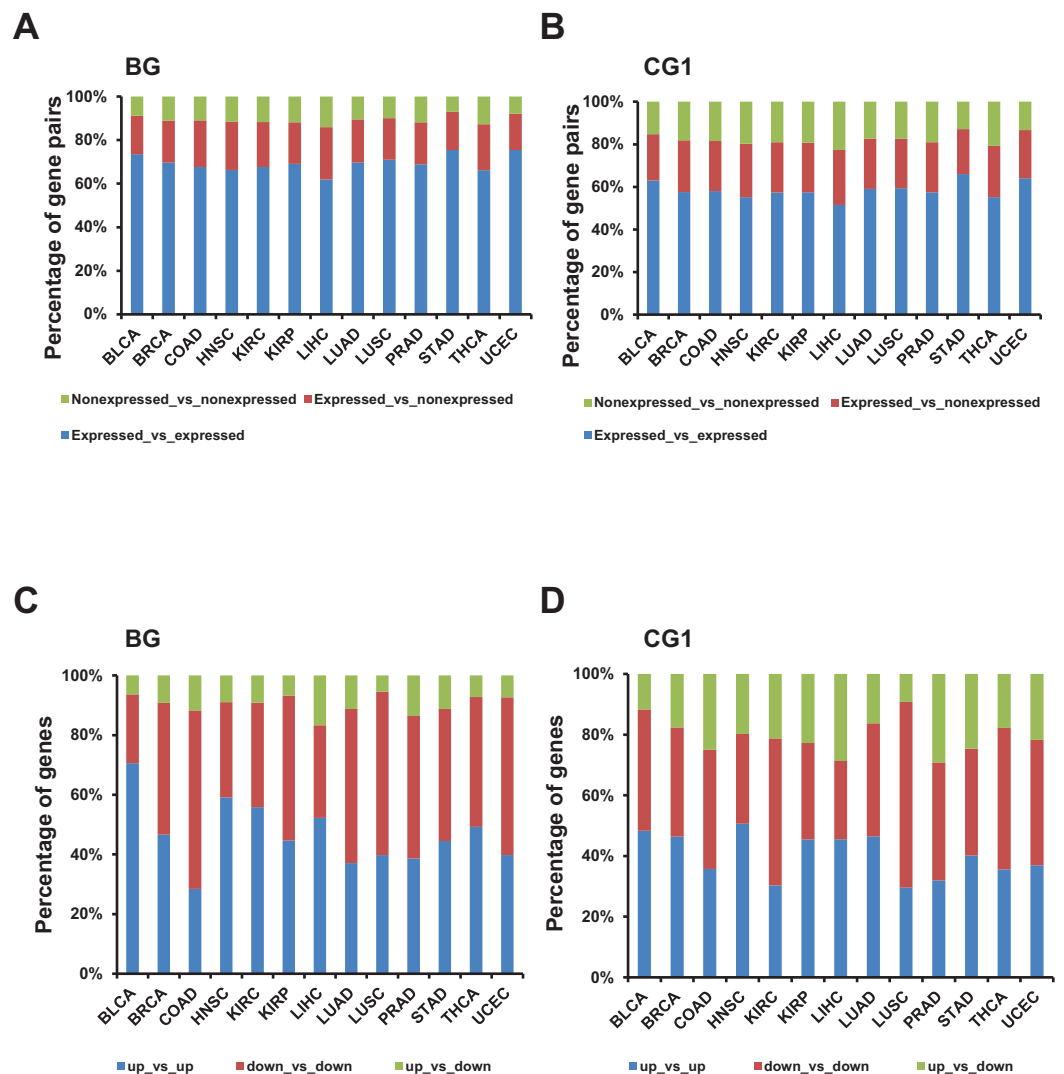 A
BG
Percentage of gene pairs
100%
80%
60%
40%
20%
0%
BLCA
BRCA
COAD
HNSC
KIRC
KIRP
LIHC
LUAD
LUSC
PRAD
STAD
THCA
UCEC
Nonexpressed_vs_nonexpressed Expressed_vs_nonexpressed
Expressed_vs_expressed
B
CG1
Percentage of gene pairs
100%
80%
60%
40%
20%
0%
BLCA
BRCA
COAD
HNSC
KIRC
KIRP
LIHC
LUAD
LUSC
PRAD
STAD
THCA
UCEC
Nonexpressed_vs_nonexpressed Expressed_vs_nonexpressed
Expressed_vs_expressed
C
BG
Percentage of genes
100%
80%
60%
40%
20%
0%
BLCA
BRCA
COAD
HNSC
KIRC
KIRP
LIHC
LUAD
LUSC
PRAD
STAD
THCA
UCEC
up_vs_up down_vs_down up_vs_down
D
CG1
Percentage of genes
100%
80%
60%
40%
20%
0%
BLCA
BRCA
COAD
HNSC
KIRC
KIRP
LIHC
LUAD
LUSC
PRAD
STAD
THCA
UCEC
up_vs_up down_vs_down up_vs_down